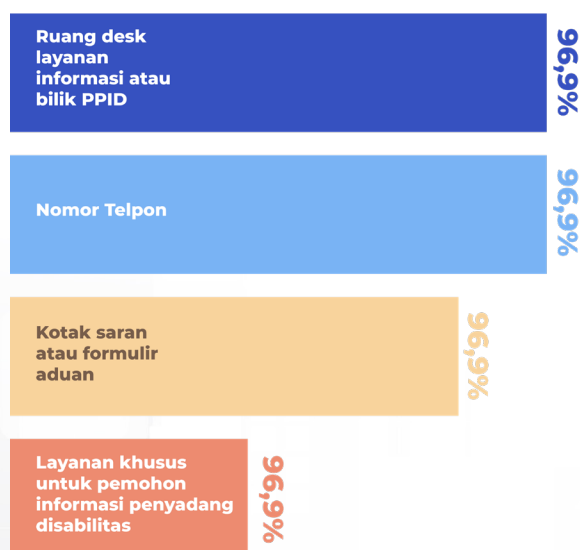 Ruang desk
layanan
informasi atau
bilik PPID
96,9%
Nomor Telpon
96,9%
Kotak saran
atau formulir
aduan
96,9%
Layanan khusus
untuk pemohon
informasi penyadang
disabilitas
96,9%